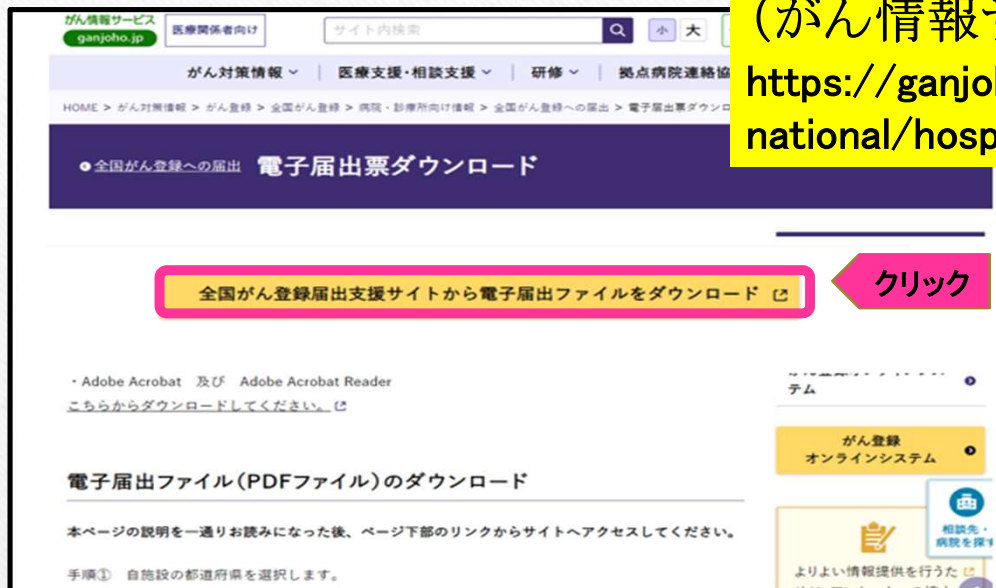 がん情報サービス
ganjoho.jp
医療関係者向け
サイト内検索
小 大
(がん情報
https://ganjo
national/hosp
がん対策情報
医療支援・相談支援
研修
拠点病院連絡協
HOME > がん対策情報 > がん登録 > 全国がん登録 > 病院・診療所向け情報 > 全国がん登録への届出 > 電子届出票ダウンロ
全国がん登録への届出 電子届出票ダウンロード
全国がん登録届出支援サイトから電子届出ファイルをダウンロード
クリック
・Adobe Acrobat 及び Adobe Acrobat Reader
こちらからダウンロードしてください。
テム
がん登録
オンラインシステム
電子届出ファイル(PDFファイル)のダウンロード
本ページの説明を一通りお読みになった後、ページ下部のリンクからサイトへアクセスしてください。
相談先・
病院を探す
手順① 自施設の都道府県を選択します。
よりよい情報提供を行うた